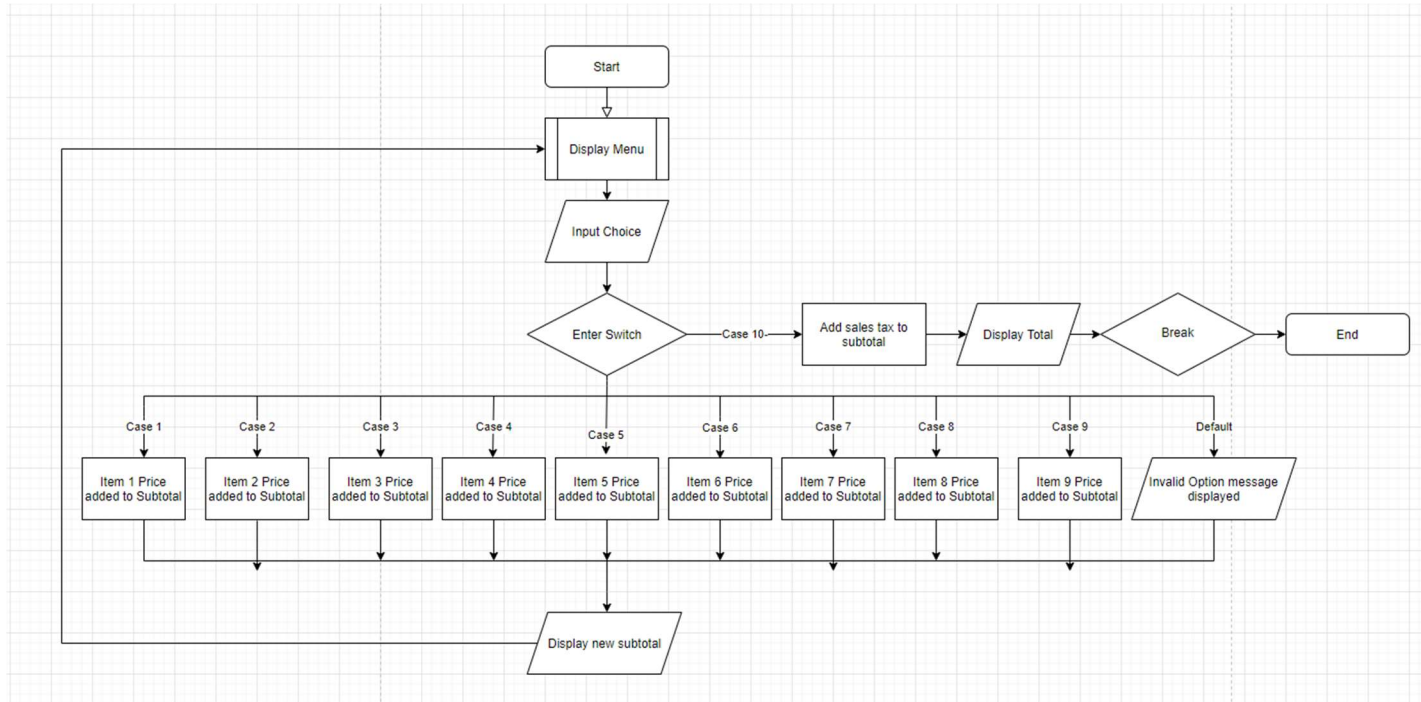 Start
Display Menu
Input Choice
Enter Switch
Case 10
Add sales tax to
subtotal
Display Total
Break
End
Case 1
Case 2
Case 3
Case 4
Case 5
Case 6
Case 7
Case 8
Case 9
Default
Item 1 Price
added to Subtotal
Item 2 Price
added to Subtotal
Item 3 Price
added to Subtotal
Item 4 Price
added to Subtotal
Item 5 Price
added to Subtotal
Item 6 Price
added to Subtotal
Item 7 Price
added to Subtotal
Item 8 Price
added to Subtotal
Item 9 Price
added to Subtotal
Invalid Option message
displayed
Display new subtotal